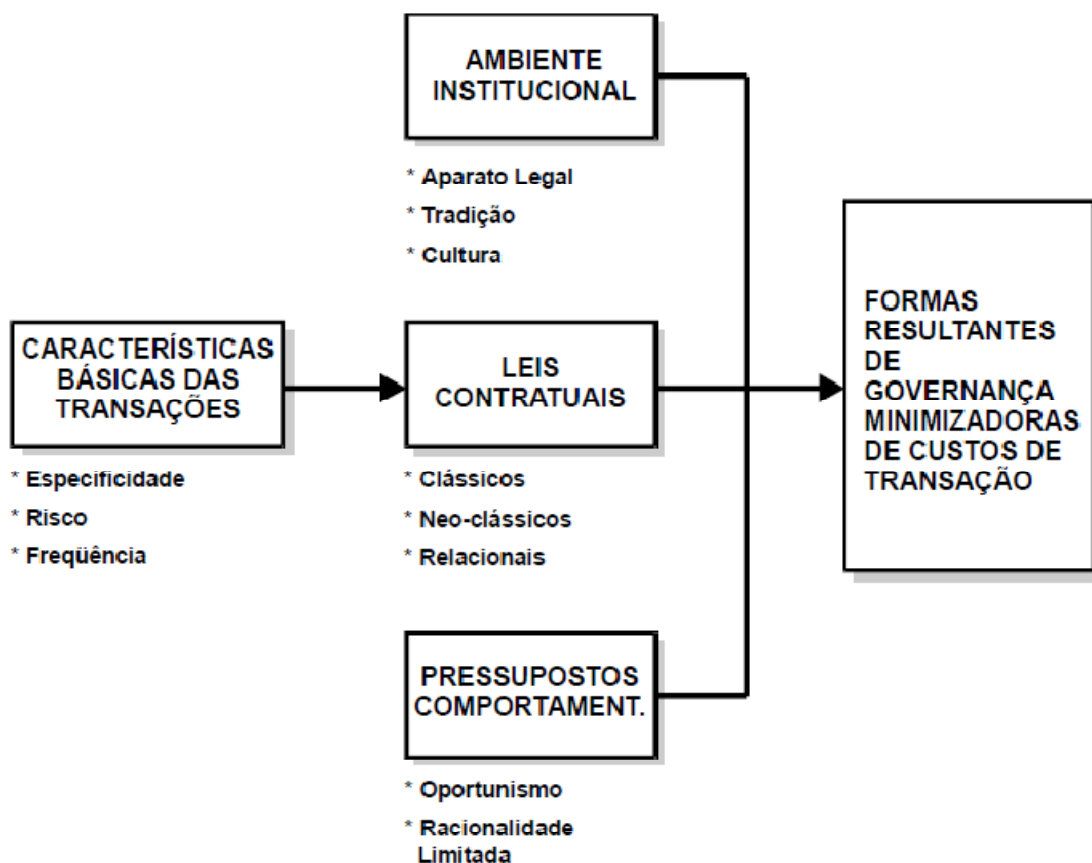 AMBIENTE
INSTITUCIONAL
* Aparato Legal
* Tradição
* Cultura
CARACTERÍSTICAS
BÁSICAS DAS
TRANSAÇÕES
* Especificidade
* Risco
* Freqüência
LEIS
CONTRATUAIS
* Clássicos
* Neo-clássicos
* Relacionais
PRESSUPOSTOS
COMPORTAMENT.
* Oportunismo
* Racionalidade
Limitada
FORMAS
RESULTANTES
DE
GOVERNANÇA
MINIMIZADORAS
DE CUSTOS DE
TRANSAÇÃO